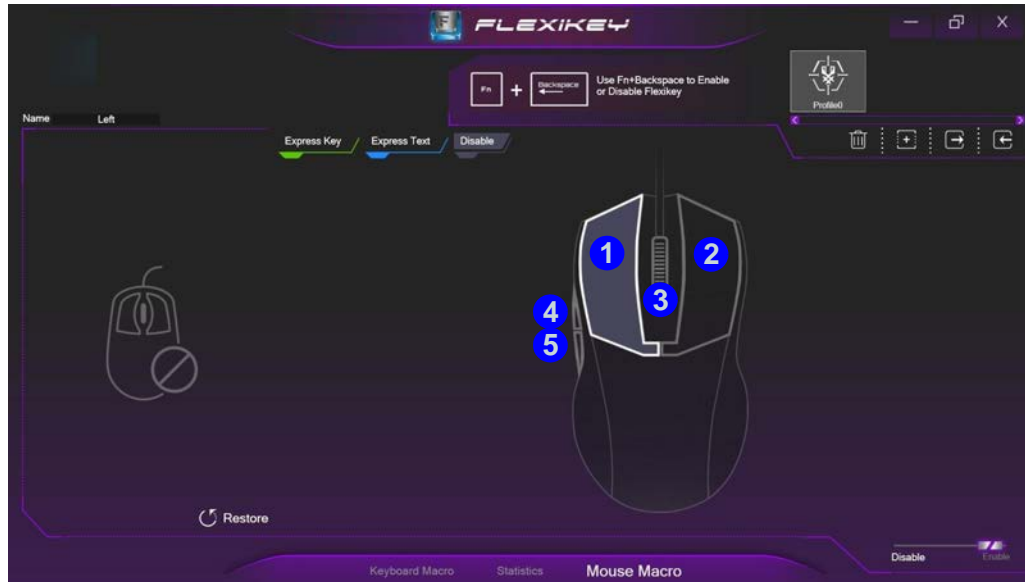 FLEXiKEY
Fn + Backspace Use Fn+Backspace to Enable
or Disable Flexikey
Profile0
Name Left
Express Key Express Text Disable
1 2
3
4
5
Restore
Disable Enable
Keyboard Macro Statistics Mouse Macro